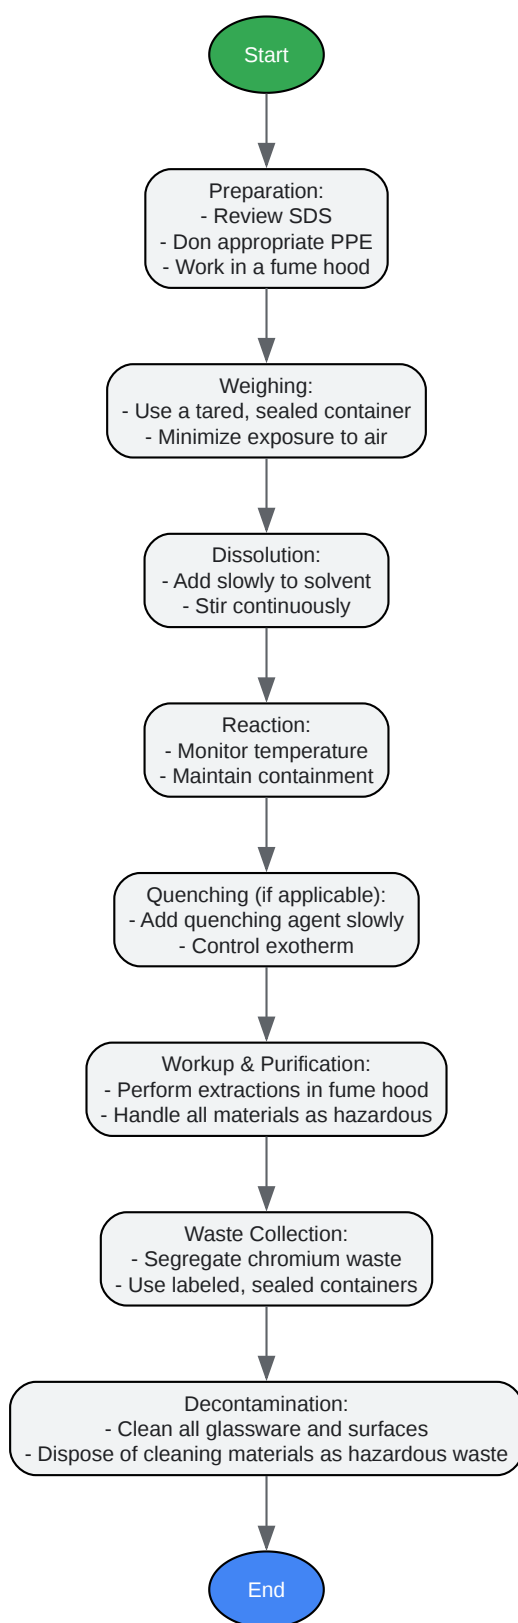 Start
Preparation:
- Review SDS
- Don appropriate PPE
- Work in a fume hood
Weighing:
- Use a tared, sealed container
- Minimize exposure to air
Dissolution:
- Add slowly to solvent
- Stir continuously
Reaction:
- Monitor temperature
- Maintain containment
Quenching (if applicable):
- Add quenching agent slowly
- Control exotherm
Workup & Purification:
- Perform extractions in fume hood
- Handle all materials as hazardous
Waste Collection:
- Segregate chromium waste
- Use labeled, sealed containers
Decontamination:
- Clean all glassware and surfaces
- Dispose of cleaning materials as hazardous waste
End